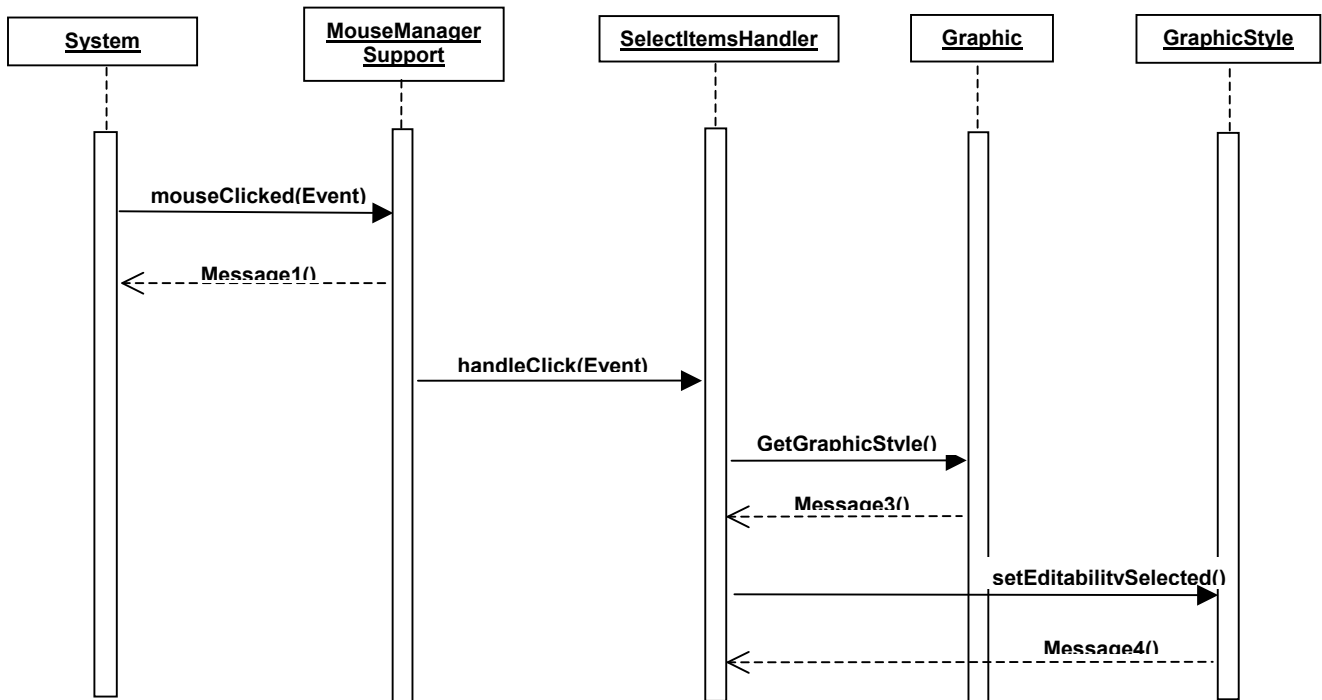 System
MouseManager
Support
SelectItemsHandler
Graphic
GraphicStyle
mouseClicked(Event)
Message1()
handleClick(Event)
GetGraphicStyle()
Message3()
setEditabilitySelected()
Message4()